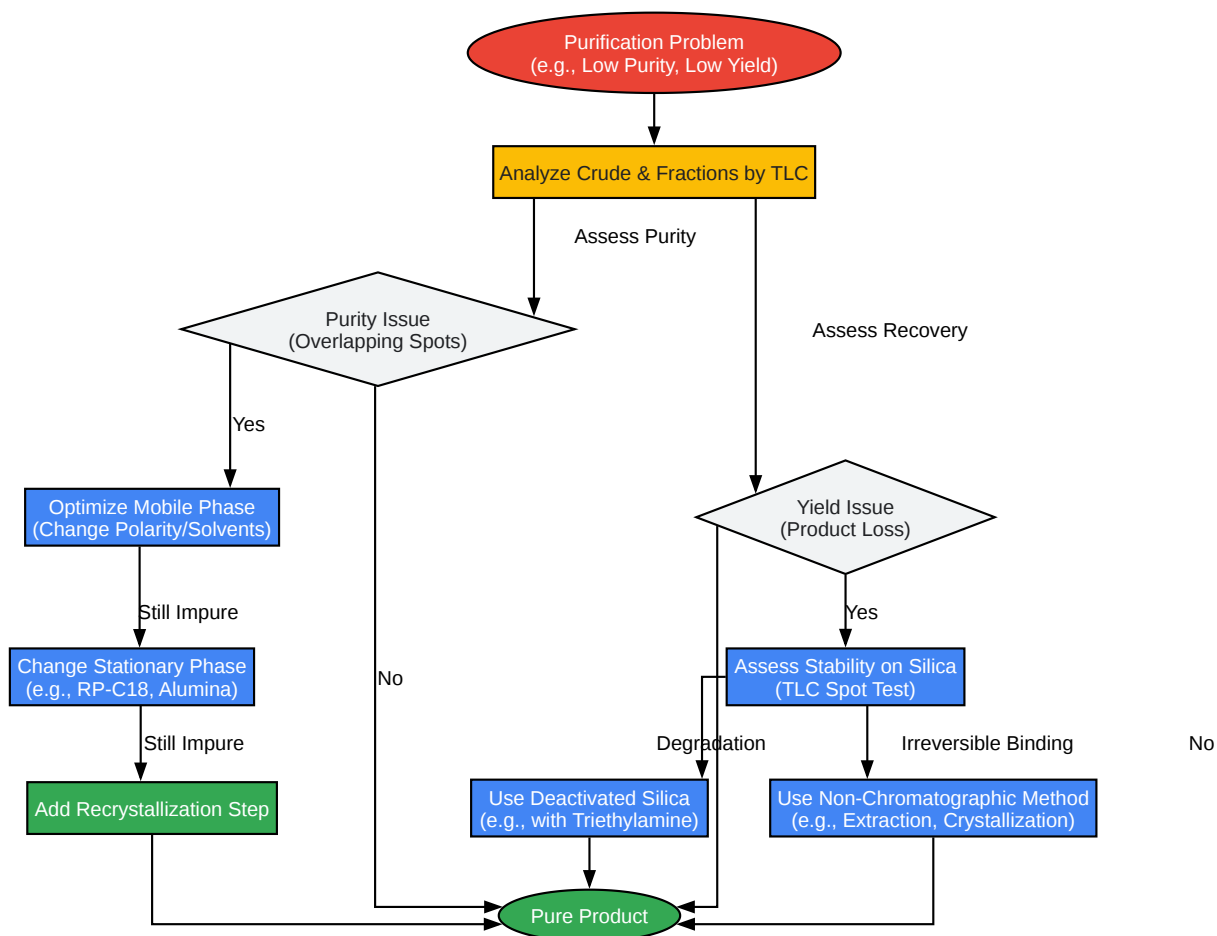 Purification Problem
(e.g., Low Purity, Low Yield)
Analyze Crude & Fractions by TLC
Assess Purity
Purity Issue
(Overlapping Spots)
Assess Recovery
Yes
Optimize Mobile Phase
(Change Polarity/Solvents)
Yield Issue
(Product Loss)
Still Impure
Yes
Change Stationary Phase
(e.g., RP-C18, Alumina)
No
Assess Stability on Silica
(TLC Spot Test)
Still Impure
Degradation
Irreversible Binding
No
Add Recrystallization Step
Use Deactivated Silica
(e.g., with Triethylamine)
Use Non-Chromatographic Method
(e.g., Extraction, Crystallization)
Pure Product